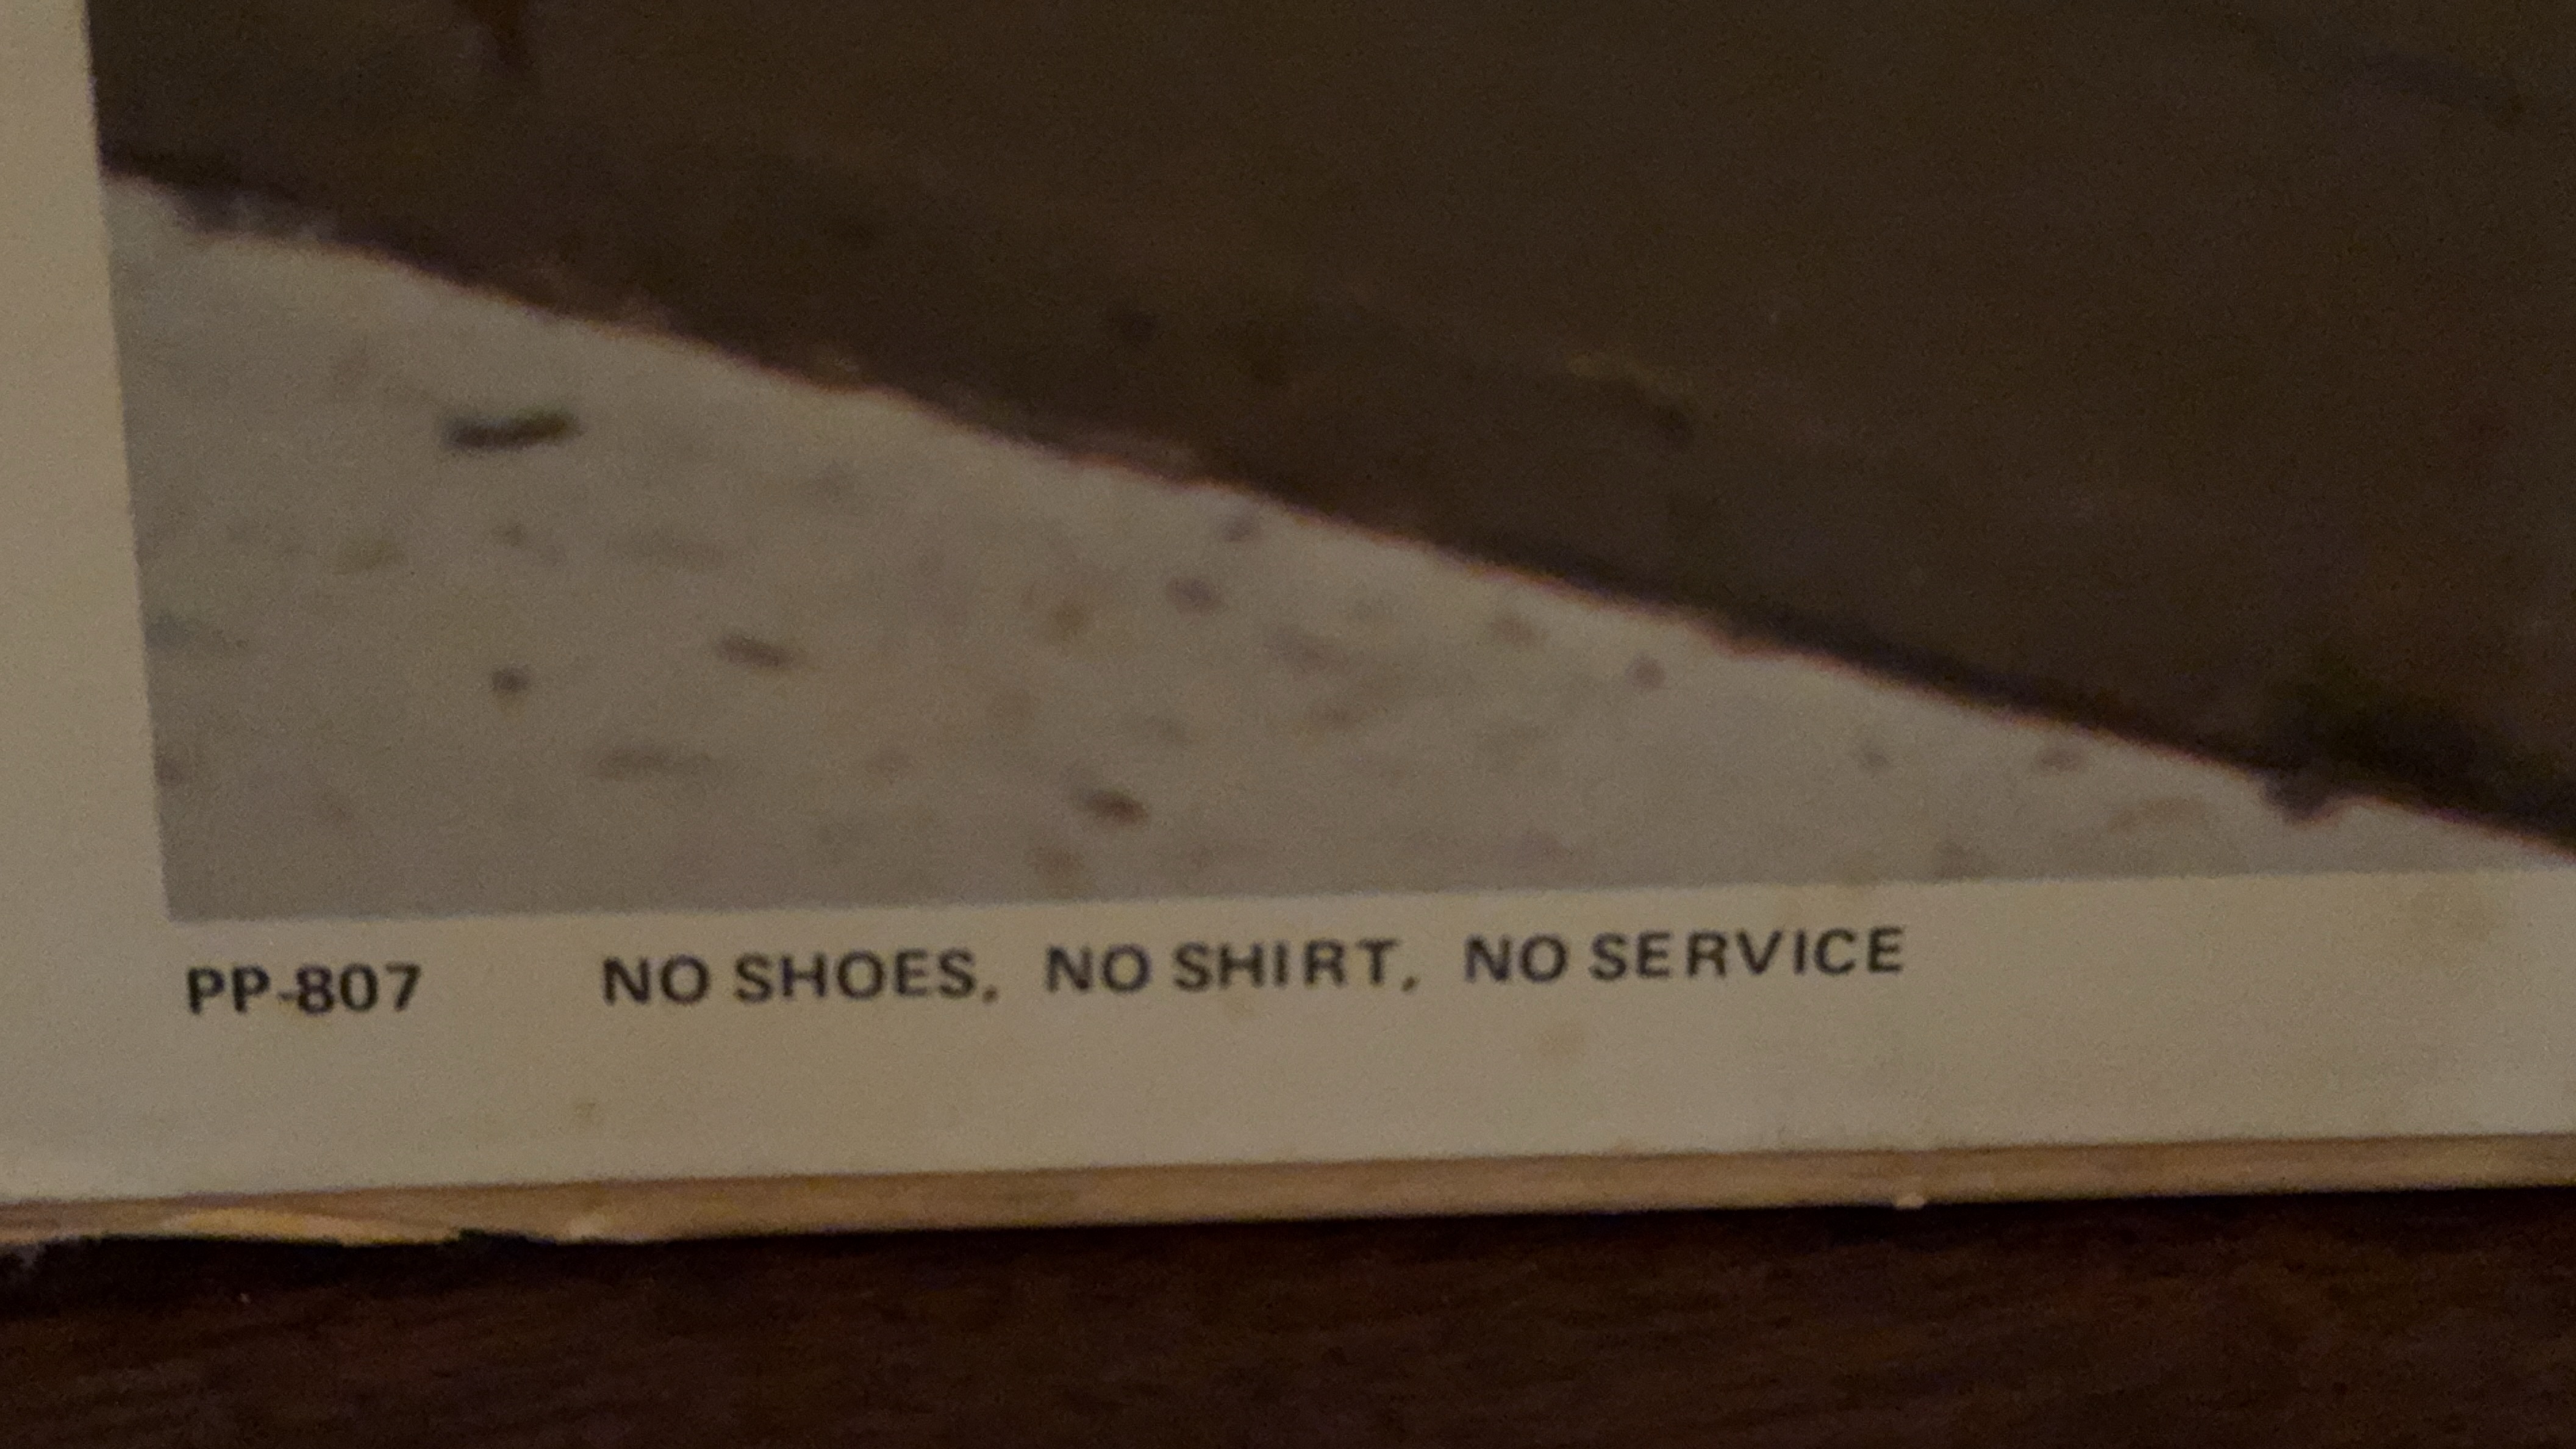 PP-807 NO SHOES, NO SHIRT, NO SERVICE